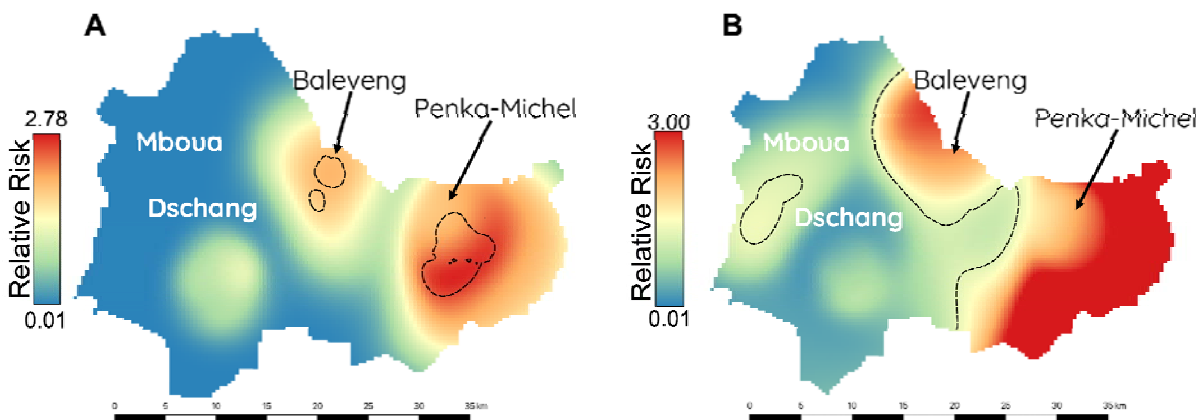 A
Baleveng
Penka-Michel
Mboua
Dschang
2.78
Relative Risk
0.01
0 5 10 15 20 25 30 35 km
B
Baleveng
Penka-Michel
Mboua
Dschang
3.00
Relative Risk
0.01
0 5 10 15 20 25 30 35 km